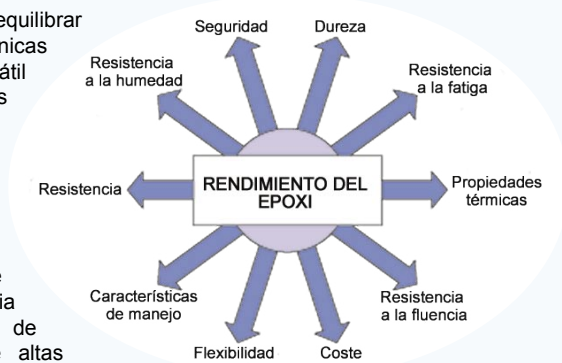 equilibrar
nicas
átil
s
e
ia
de
altas
Seguridad
Dureza
Resistencia
a la humedad
Resistencia
a la fatiga
Resistencia
RENDIMIENTO DEL
EPOXI
Propiedades
térmicas
Características
de manejo
Resistencia
a la fluencia
Flexibilidad
Coste